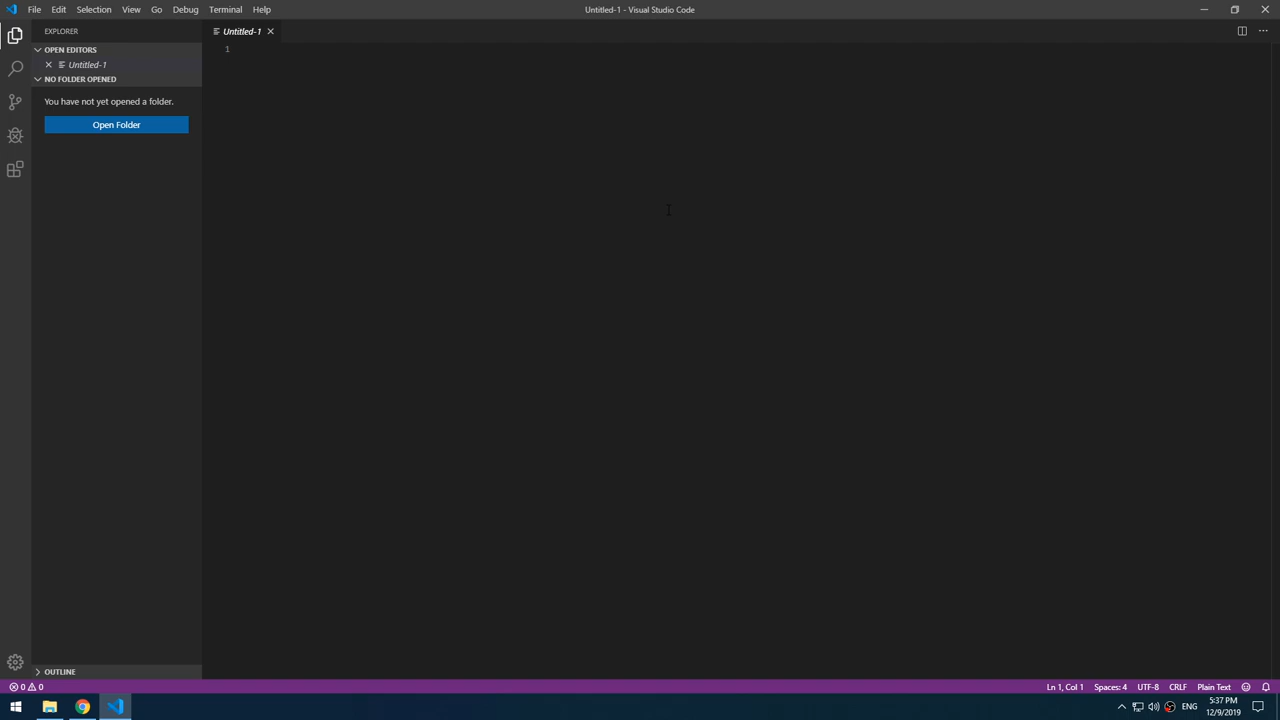 File Edit Selection View Go Debug Terminal Help
Untitled-1 - Visual Studio Code
EXPLORER
Untitled-1
OPEN EDITORS
1
Untitled-1
NO FOLDER OPENED
You have not yet opened a folder.
Open Folder
OUTLINE
0 0
Ln 1, Col 1 Spaces: 4 UTF-8 CRLF Plain Text
ENG
5:37 PM
12/9/2019